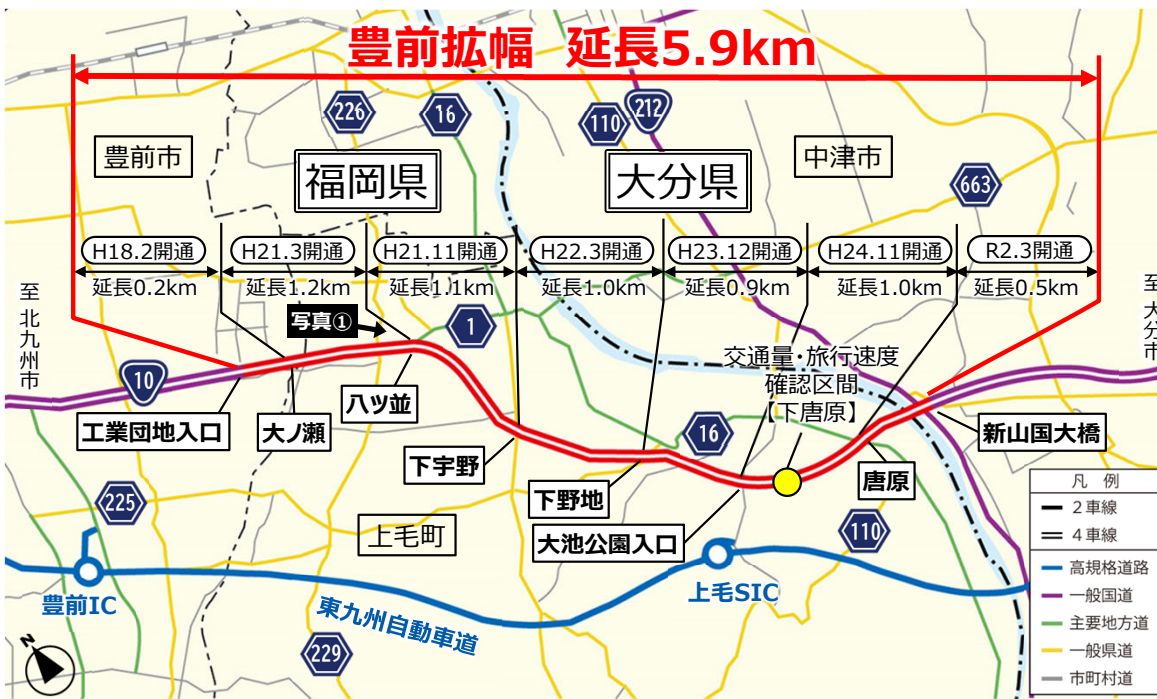 豊前拡幅 延長5.9km
226
16
110
212
豊前市
福岡県
大分県
中津市
663
H18.2開通
H21.3開通
H21.11開通
H22.3開通
H23.12開通
H24.11開通
R2.3開通
延長0.2km
延長1.2km
延長1.1km
延長1.0km
延長0.9km
延長1.0km
延長0.5km
至 北九州市
至 大分市
写真①
1
交通量・旅行速度
確認区間
【下唐原】
10
八ツ並
工業団地入口
大ノ瀬
下宇野
16
新山国大橋
下野地
唐原
225
上毛町
大池公園入口
110
豊前IC
東九州自動車道
上毛SIC
229
N
凡 例
2車線
4車線
高規格道路
一般国道
主要地方道
一般県道
市町村道